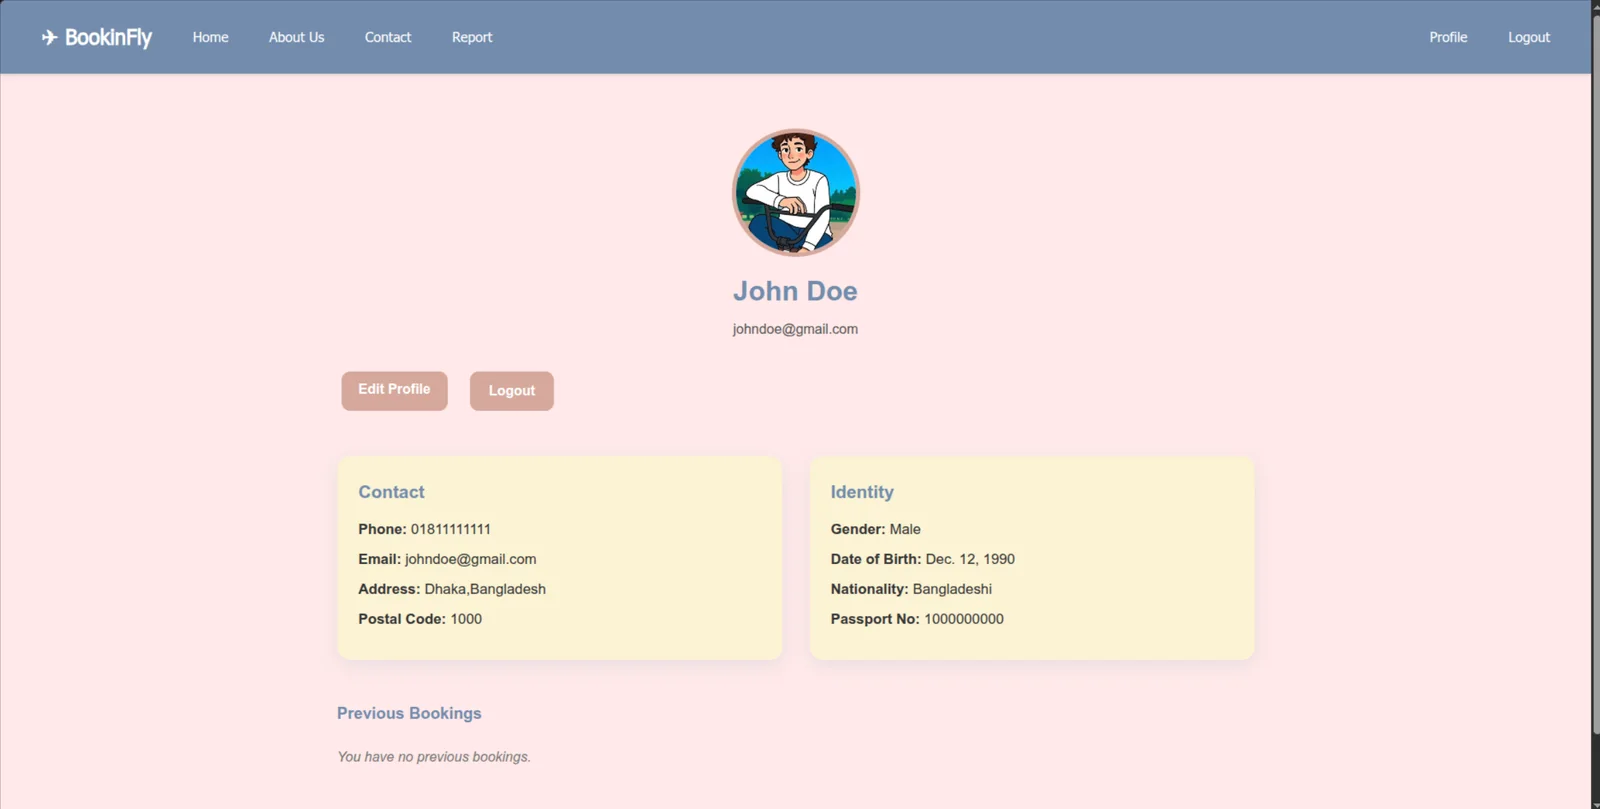 ✈ BookinFly Home About Us Contact Report Profile Logout
John Doe
johndoe@gmail.com
Edit Profile Logout
Contact
Phone: 01811111111
Email: johndoe@gmail.com
Address: Dhaka,Bangladesh
Postal Code: 1000
Identity
Gender: Male
Date of Birth: Dec. 12, 1990
Nationality: Bangladeshi
Passport No: 1000000000
Previous Bookings
You have no previous bookings.